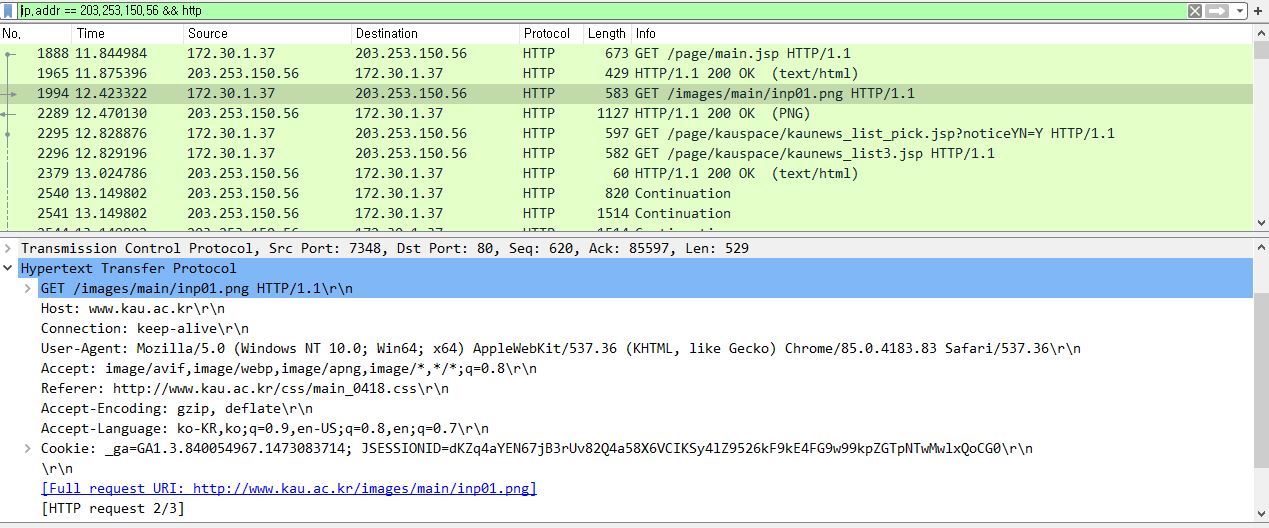 ip,addr == 203,253,150,56 && http
No, Time Source Destination Protocol Length Info
1888 11.844984 172.30.1.37 203.253.150.56 HTTP 673 GET /page/main.jsp HTTP/1.1
1965 11.875396 203.253.150.56 172.30.1.37 HTTP 429 HTTP/1.1 200 OK (text/html)
1994 12.423322 172.30.1.37 203.253.150.56 HTTP 583 GET /images/main/inp01.png HTTP/1.1
2289 12.470130 203.253.150.56 172.30.1.37 HTTP 1127 HTTP/1.1 200 OK (PNG)
2295 12.828876 172.30.1.37 203.253.150.56 HTTP 597 GET /page/kauspace/kaunews_list_pick.jsp?noticeYN=Y HTTP/1.1
2296 12.829196 172.30.1.37 203.253.150.56 HTTP 582 GET /page/kauspace/kaunews_list3.jsp HTTP/1.1
2379 13.024786 203.253.150.56 172.30.1.37 HTTP 60 HTTP/1.1 200 OK (text/html)
2540 13.149802 203.253.150.56 172.30.1.37 HTTP 820 Continuation
2541 13.149802 203.253.150.56 172.30.1.37 HTTP 1514 Continuation
Transmission Control Protocol, Src Port: 7348, Dst Port: 80, Seq: 620, Ack: 85597, Len: 529
Hypertext Transfer Protocol
GET /images/main/inp01.png HTTP/1.1\r\n
Host: www.kau.ac.kr\r\n
Connection: keep-alive\r\n
User-Agent: Mozilla/5.0 (Windows NT 10.0; Win64; x64) AppleWebKit/537.36 (KHTML, like Gecko) Chrome/85.0.4183.83 Safari/537.36\r\n
Accept: image/avif,image/webp,image/apng,image/*,*/*;q=0.8\r\n
Referer: http://www.kau.ac.kr/css/main_0418.css\r\n
Accept-Encoding: gzip, deflate\r\n
Accept-Language: ko-KR,ko;q=0.9,en-US;q=0.8,en;q=0.7\r\n
Cookie: _ga=GA1.3.840054967.1473083714; JSESSIONID=dKZq4aYEN67jB3rUv82Q4a58X6VCIKSy4lZ9526kF9kE4FG9w99kpZGTpNTwMwlxQoCG0\r\n
\r\n
[Full request URI: http://www.kau.ac.kr/images/main/inp01.png]
[HTTP request 2/3]